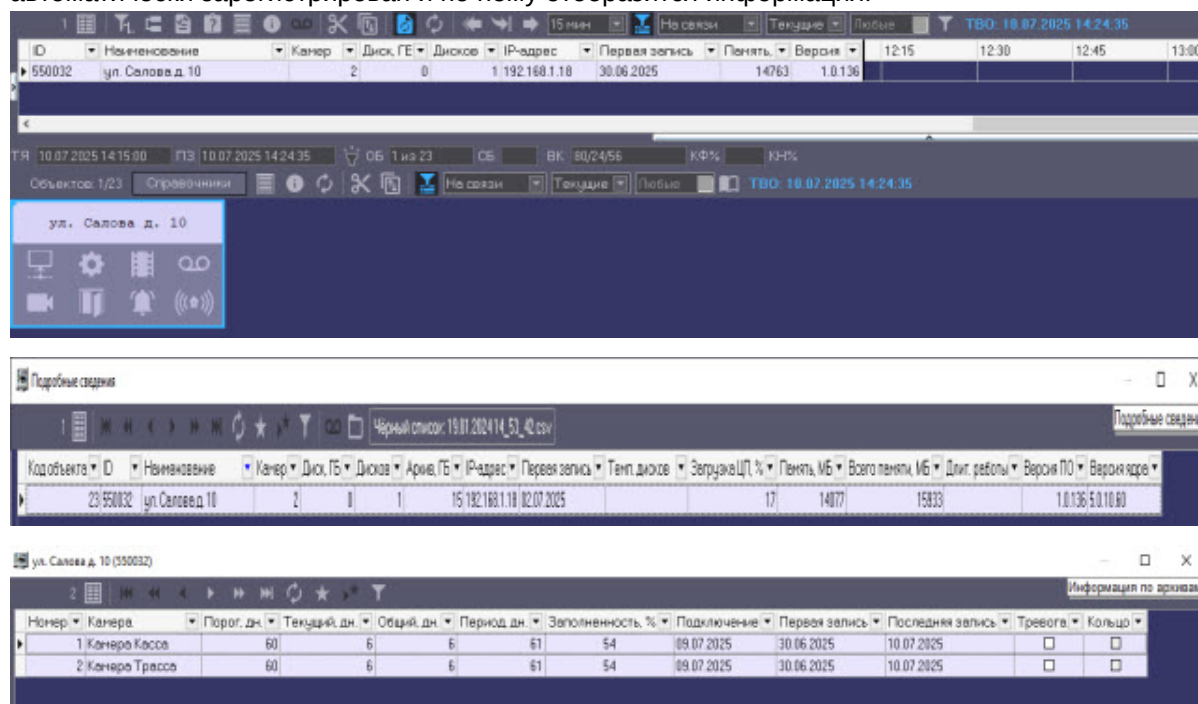 автоматически зарегистрирован и по нему отобразится информация.
1 15 мин На связи Текущие Любые ТВО: 10.07.2025 14:24:35
ID Наименование Камер Диск, ГБ Дисков IP-адрес Первая запись Память, Версия 12:15 12:30 12:45 13:00
550032 ул. Салова д. 10 2 0 1 192.168.1.18 30.06.2025 14763 1.0.136
ТЯ 10.07.2025 14:15:00 ПЗ 10.07.2025 14:24:35 ОБ 1 из 23 СБ ВК 80/24/56 КФ% КН%
Объектов: 1/23 Справочники На связи Текущие Любые ТВО: 10.07.2025 14:24:35
ул. Салова д. 10
Подробные сведения
1 Чёрный список: 19.01.2024 14_53_42.csv Подробные сведени
Код объекта ID Наименование Камер Диск, ГБ Дисков Архив, ГБ IP-адрес Первая запись Темп. дисков Загрузка ЦП, % Память, МБ Всего памяти, МБ Длит. работы Версия ПО Версия ядра
23 550032 ул. Салова д. 10 2 0 1 15 192.168.1.18 02.07.2025 17 14077 15933 1.0.136 5.0.10.60
ул. Салова д. 10 (550032)
2 Информация по архивам
Номер Камера Порог, дн. Текущий, дн. Общий, дн. Период, дн. Заполненность, % Подключение Первая запись Последняя запись Тревога Кольцо
1 Камера Касса 60 6 6 61 54 09.07.2025 30.06.2025 10.07.2025
2 Камера Трасса 60 6 6 61 54 09.07.2025 30.06.2025 10.07.2025